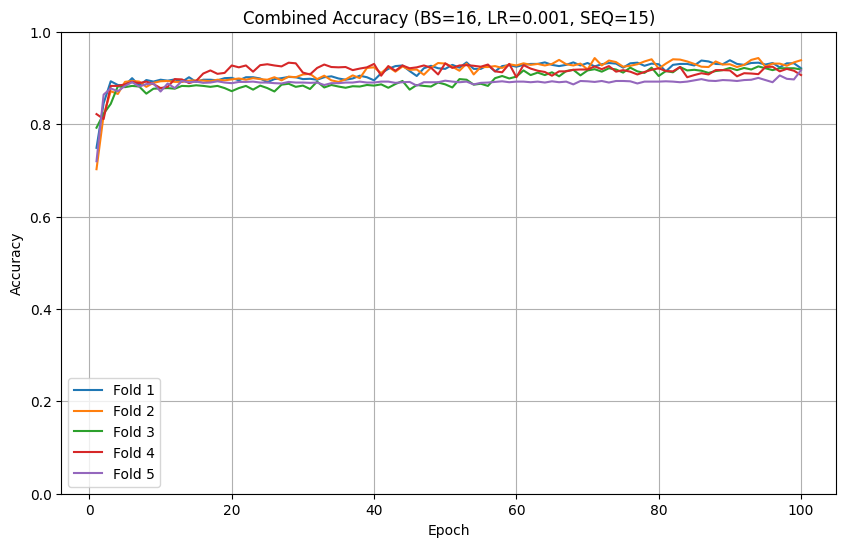 Combined Accuracy (BS=16, LR=0.001, SEQ=15)
1.0
0.8
0.6
0.4
0.2
0.0
Accuracy
Fold 1
Fold 2
Fold 3
Fold 4
Fold 5
0 20 40 60 80 100
Epoch